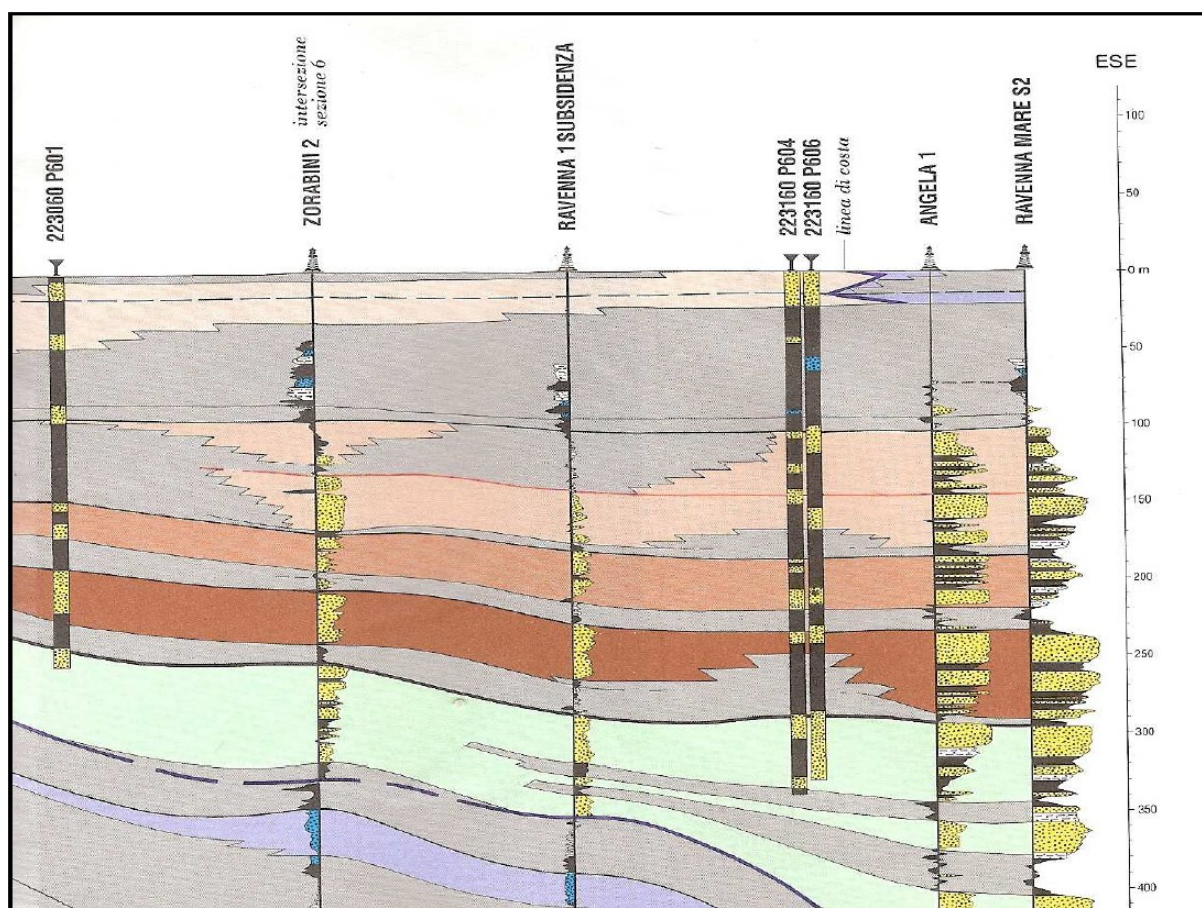 223060 P601
ZORABINI 2
intersezione
sezione 6
RAVENNA 1 SUBSIDENZA
223160 P604
223160 P606
linea di costa
ANGELA 1
RAVENNA MARE S2
ESE
100
50
0 m
50
100
150
200
250
300
350
400